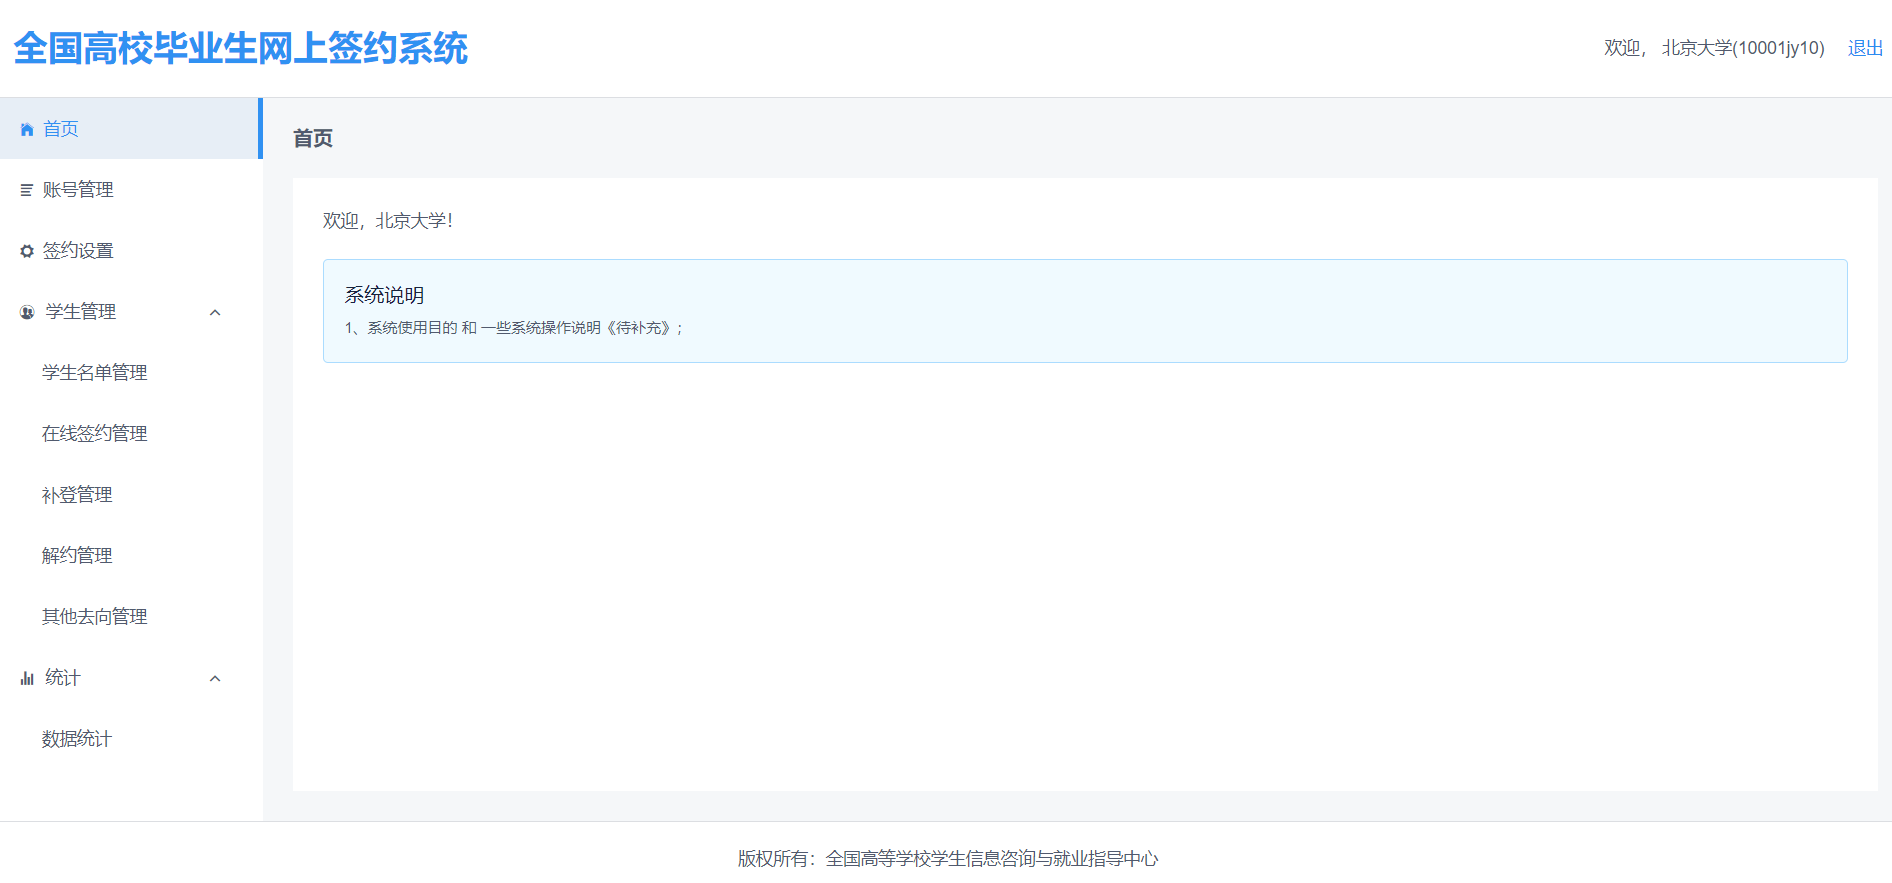 全国高校毕业生网上签约系统
欢迎， 北京大学(10001jy10) 退出
首页
账号管理
签约设置
学生管理
学生名单管理
在线签约管理
补登管理
解约管理
其他去向管理
统计
数据统计
首页
欢迎，北京大学！
系统说明
1、系统使用目的 和 一些系统操作说明《待补充》；
版权所有：全国高等学校学生信息咨询与就业指导中心